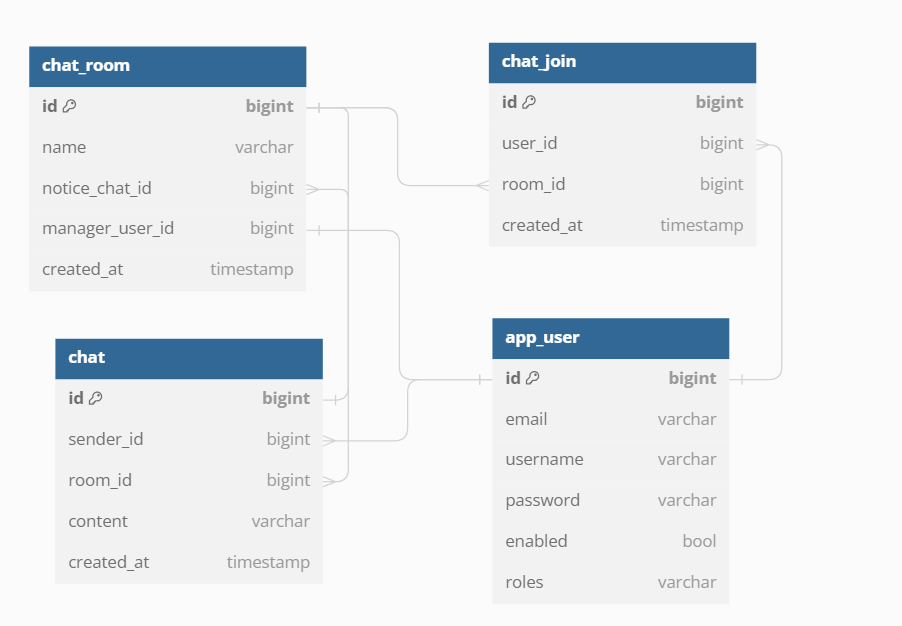 chat_room
id bigint
name varchar
notice_chat_id bigint
manager_user_id bigint
created_at timestamp
chat_join
id bigint
user_id bigint
room_id bigint
created_at timestamp
chat
id bigint
sender_id bigint
room_id bigint
content varchar
created_at timestamp
app_user
id bigint
email varchar
username varchar
password varchar
enabled bool
roles varchar